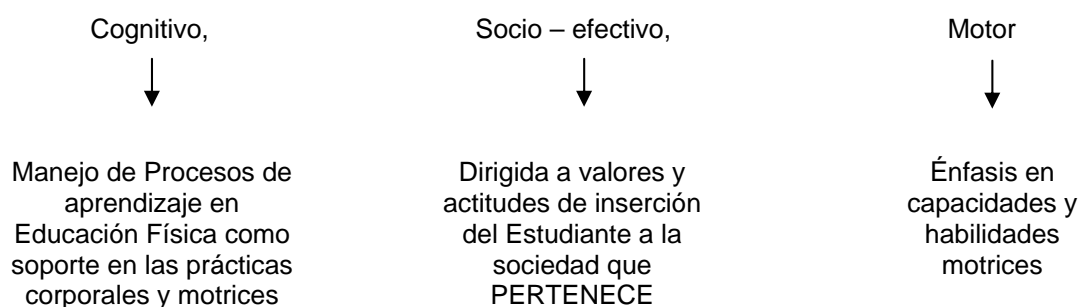 Cognitivo,
Socio – efectivo,
Motor
Manejo de Procesos de
aprendizaje en
Educación Física como
soporte en las prácticas
corporales y motrices
Dirigida a valores y
actitudes de inserción
del Estudiante a la
sociedad que
PERTENECE
Énfasis en
capacidades y
habilidades
motrices